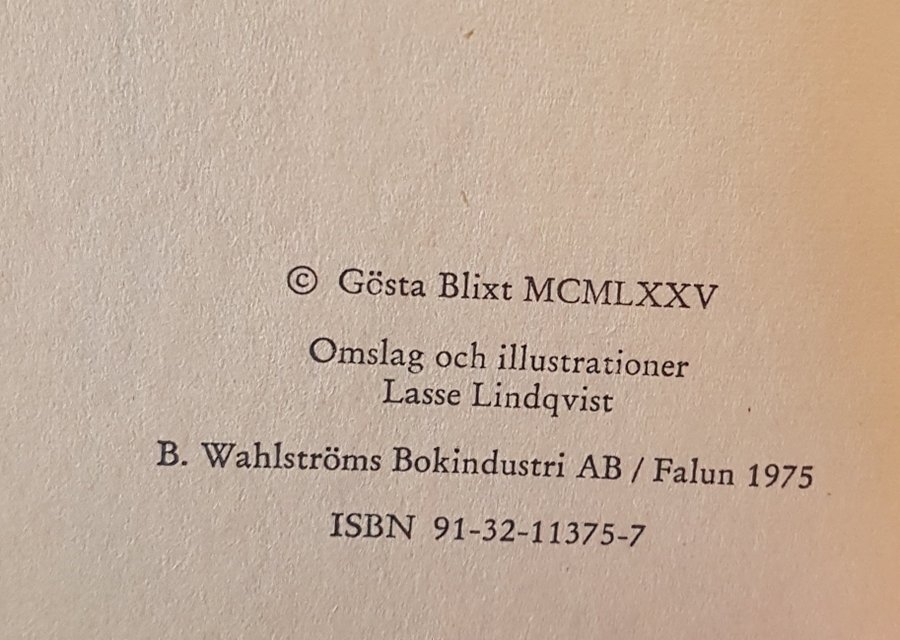 © Gösta Blixt MCMLXXV
Omslag och illustrationer
Lasse Lindqvist
B. Wahlströms Bokindustri AB / Falun 1975
ISBN 91-32-11375-7